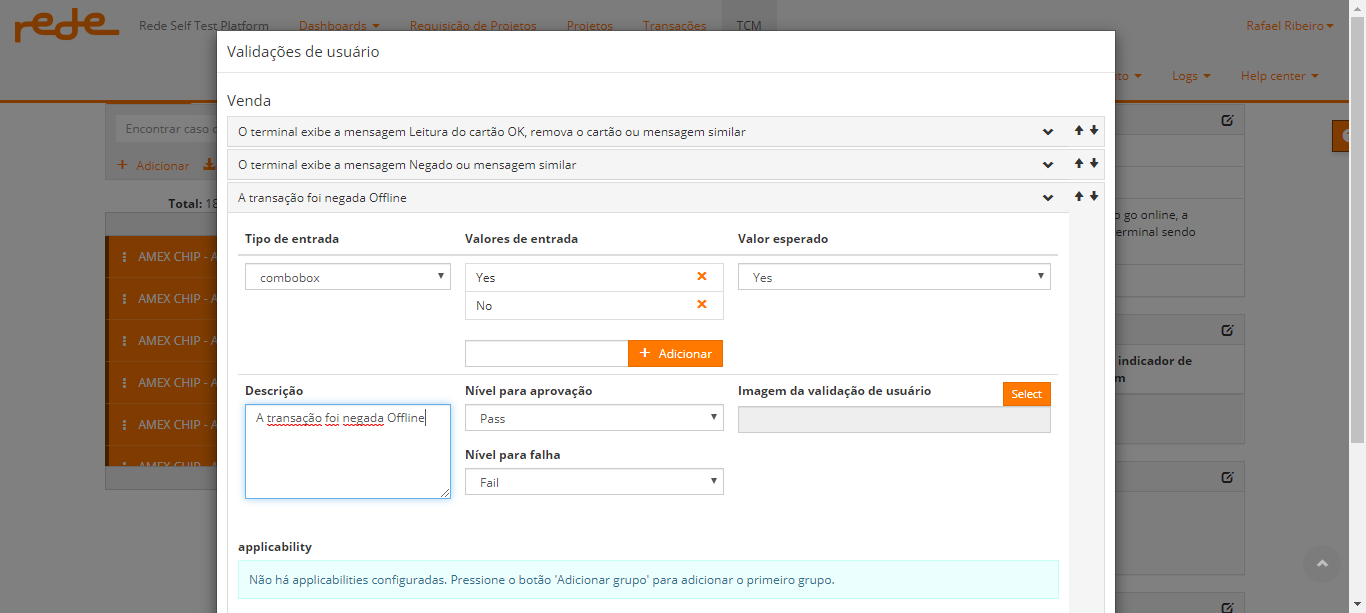 rede
Rede Self Test Platform
Dashboards
Requisição de Projetos
Projetos
Transações
TCM
Rafael Ribeiro
Logs
Help center
Validações de usuário
Venda
O terminal exibe a mensagem Leitura do cartão OK, remova o cartão ou mensagem similar
O terminal exibe a mensagem Negado ou mensagem similar
A transação foi negada Offline
Tipo de entrada
Valores de entrada
Valor esperado
combobox
Yes
Yes
No
+ Adicionar
Descrição
Nível para aprovação
Imagem da validação de usuário
Select
A transação foi negada Offline
Pass
Nível para falha
Fail
applicability
Não há applicabilities configuradas. Pressione o botão 'Adicionar grupo' para adicionar o primeiro grupo.
Encontrar caso
+ Adicionar
Total: 18
AMEX CHIP - A
AMEX CHIP - A
AMEX CHIP - A
AMEX CHIP - A
AMEX CHIP - A
AMEX CHIP - A
go online, a
erminal sendo
indicador de